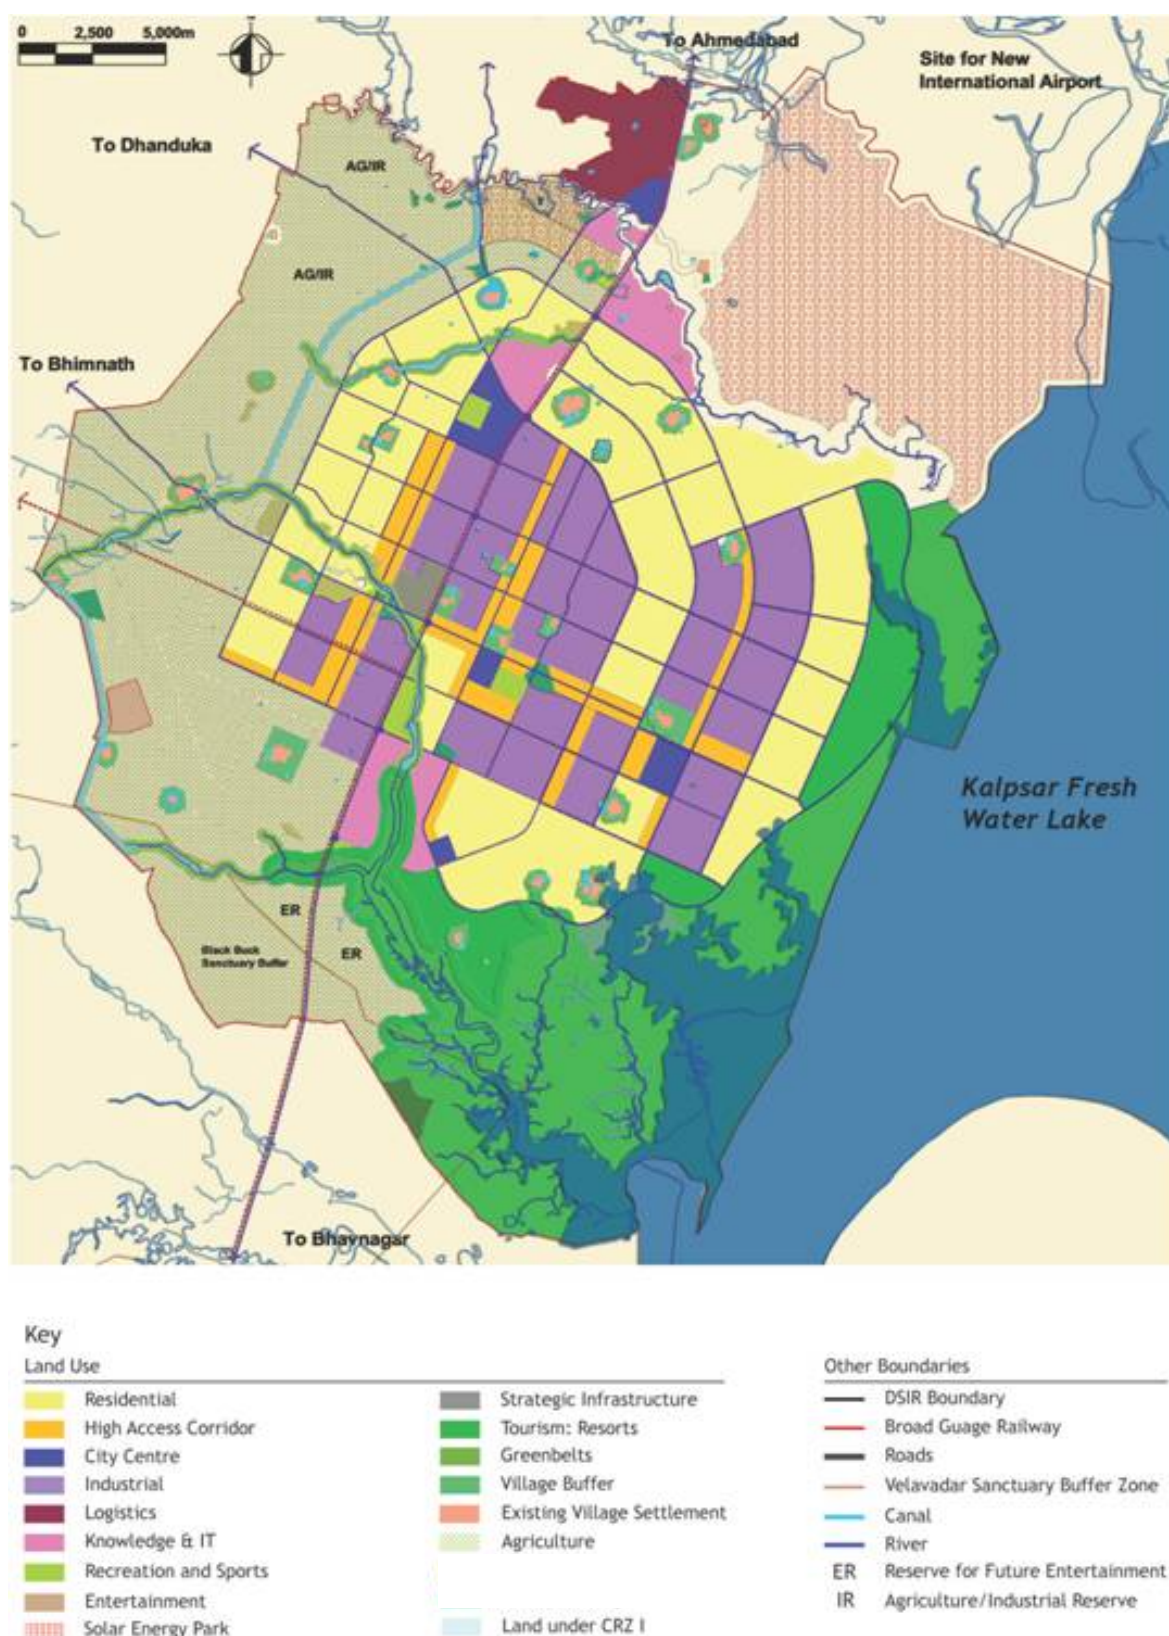 0 2,500 5,000m
To Ahmedabad
Site for New
International Airport
To Dhanduka
AG/IR
AG/IR
To Bhimnath
Kalpsar Fresh
Water Lake
ER
Black Buck
Sanctuary Buffer
ER
To Bhavnagar
Key
Land Use
Residential
High Access Corridor
City Centre
Industrial
Logistics
Knowledge & IT
Recreation and Sports
Entertainment
Solar Energy Park
Strategic Infrastructure
Tourism: Resorts
Greenbelts
Village Buffer
Existing Village Settlement
Agriculture
Land under CRZ I
Other Boundaries
DSIR Boundary
Broad Guage Railway
Roads
Velavadar Sanctuary Buffer Zone
Canal
River
ER Reserve for Future Entertainment
IR Agriculture/Industrial Reserve